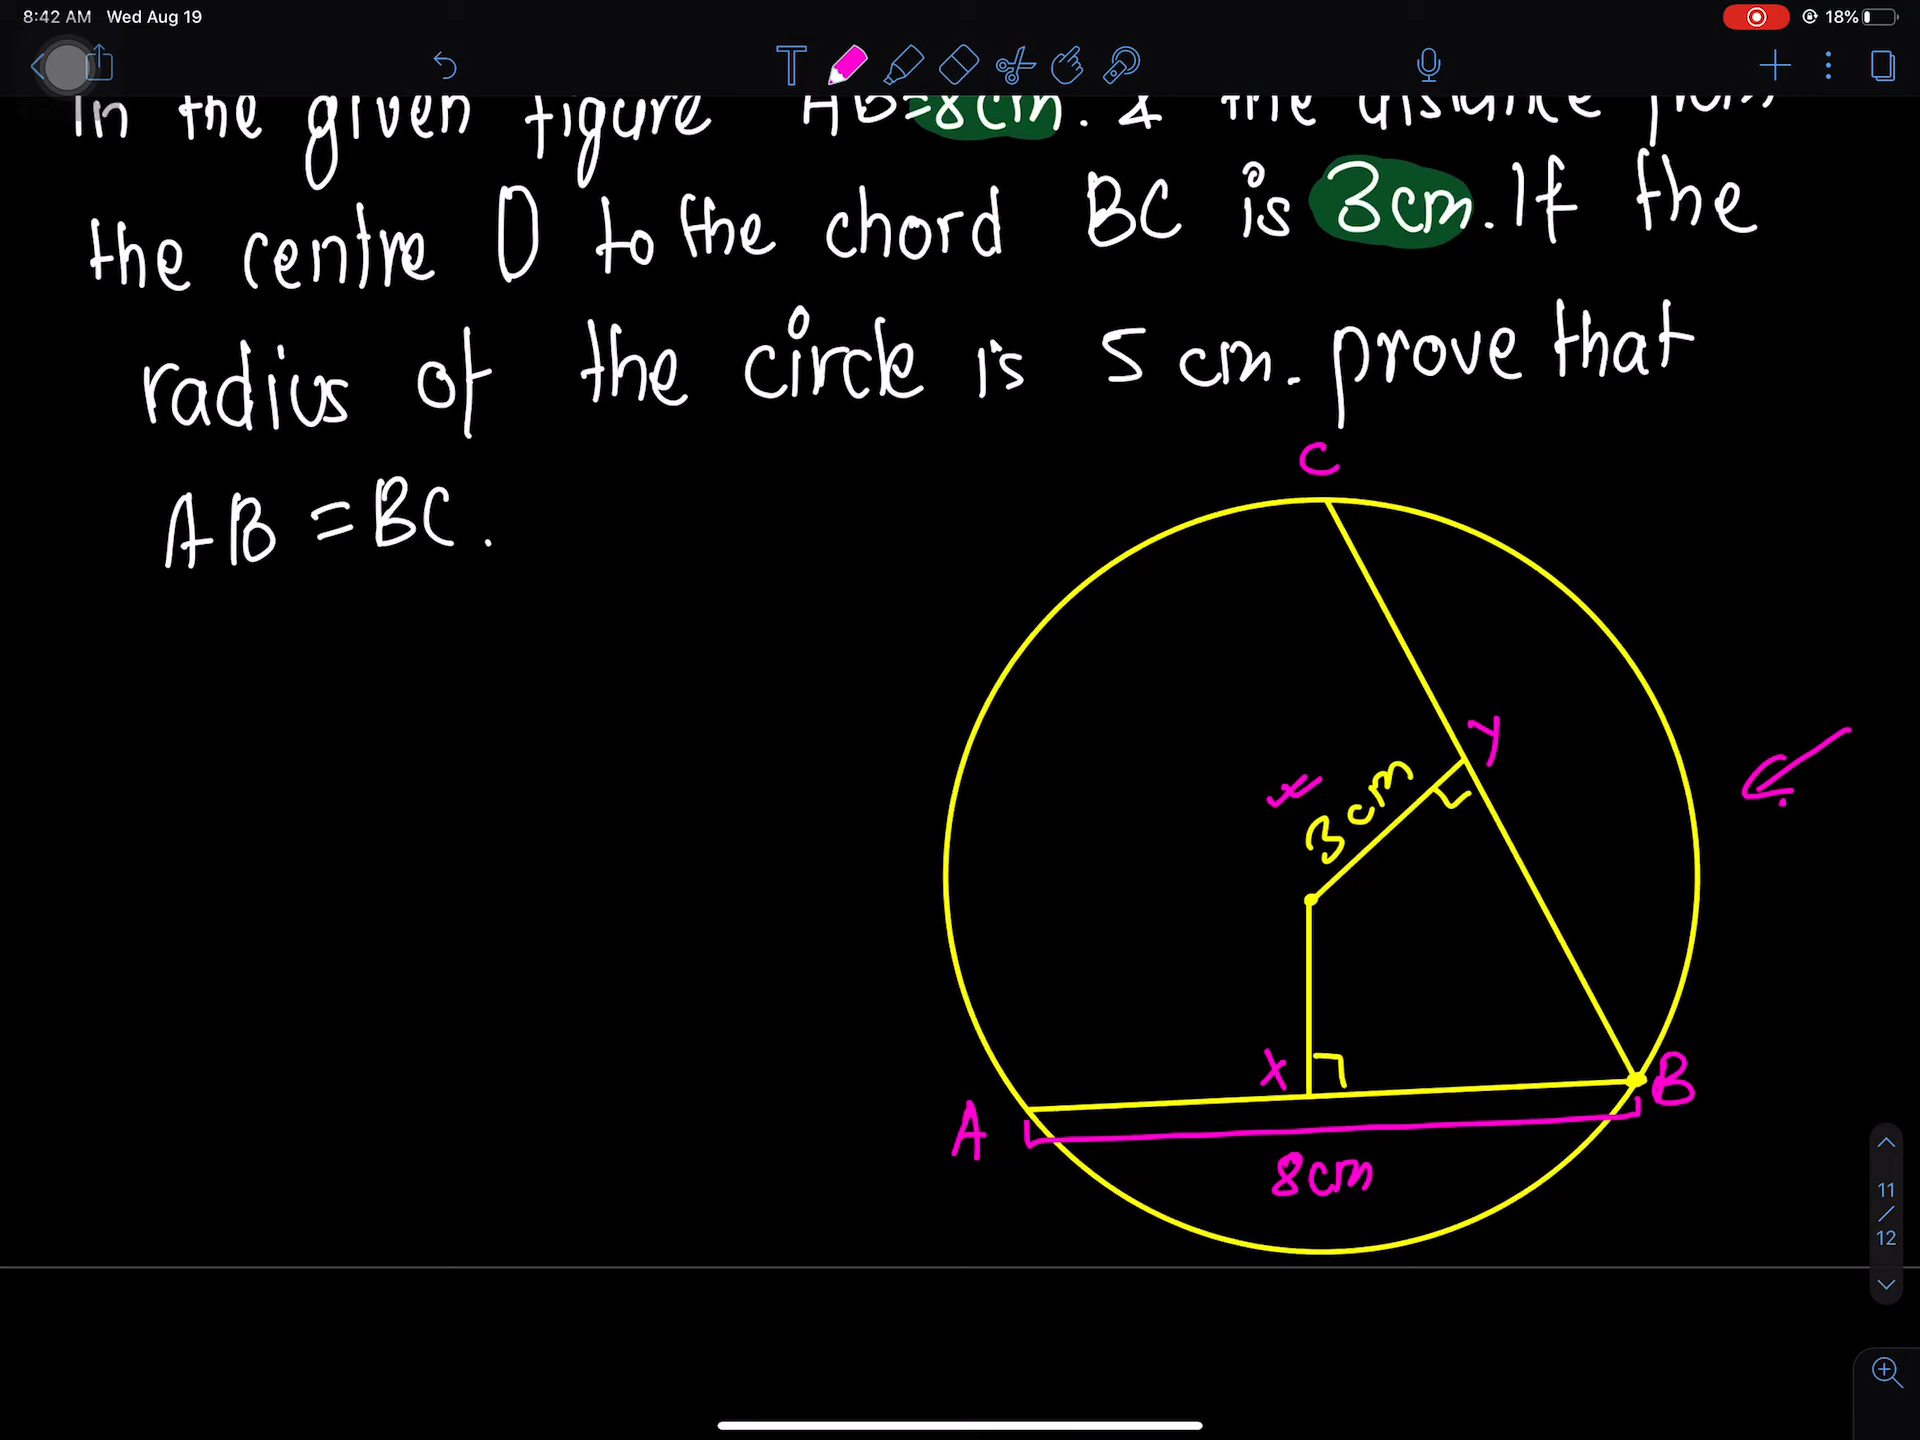 8:42 AM Wed Aug 19
18%
T
In the given figure AB=8cm. & the distance from
the centre O to the chord BC is 3cm. If the
radius of the circle is 5 cm. prove that
AB = BC.
C
Y
3cm
X
B
A
8cm
11
/
12